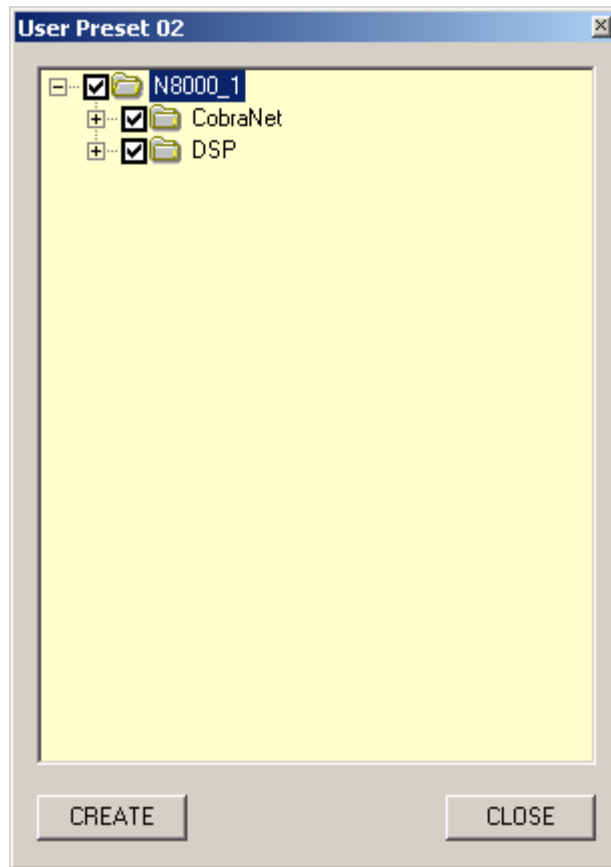 User Preset 02
N8000_1
CobraNet
DSP
CREATE
CLOSE